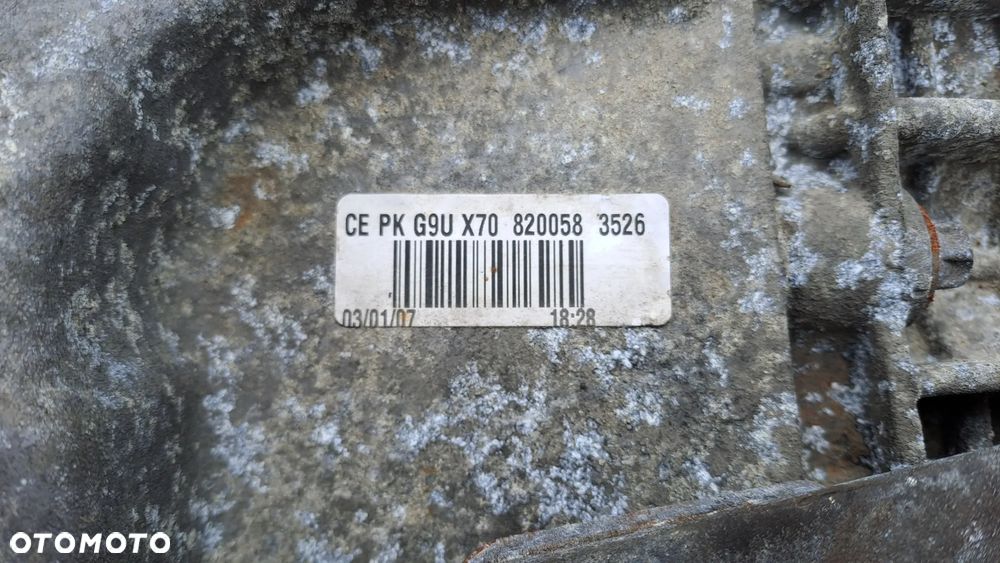 CE PK G9U X70 820058 3526
03/01/07 18:28
OTOMOTO